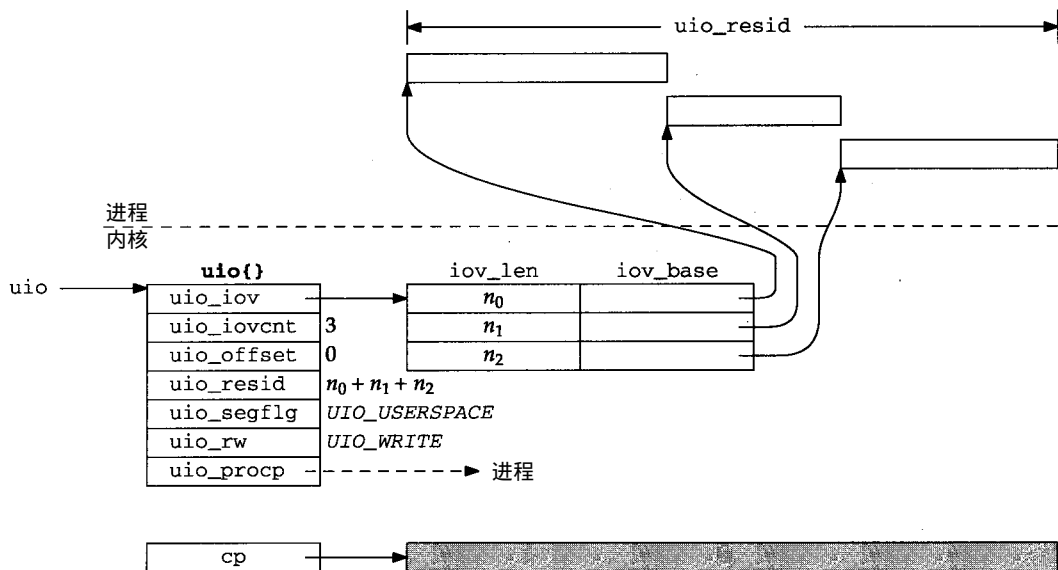 uio_resid
进程
内核
uio{} iov_len iov_base
uio
uio_iov n₀
uio_iovcnt 3 n₁
uio_offset 0 n₂
uio_resid n₀ + n₁ + n₂
uio_segflg UIO_USERSPACE
uio_rw UIO_WRITE
uio_procp 进程
cp